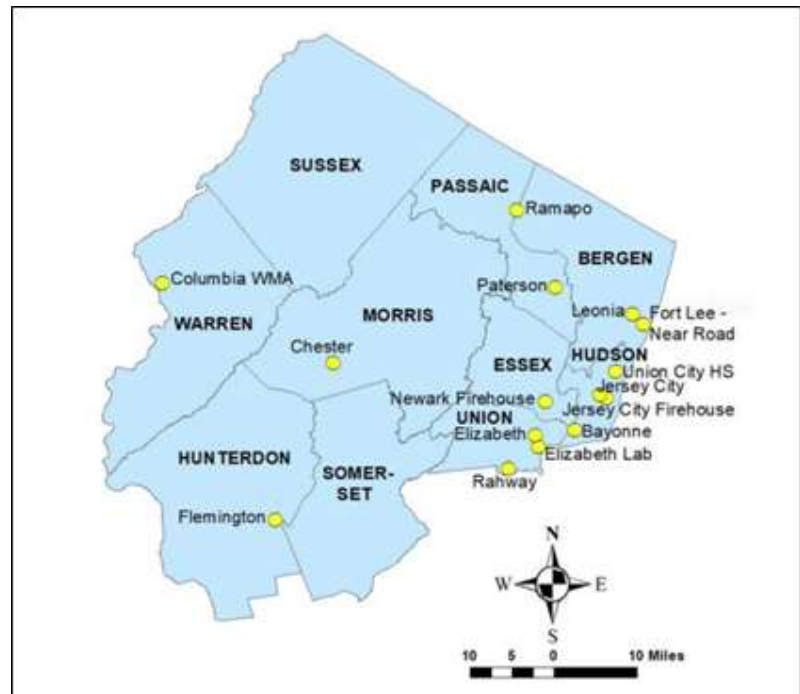 SUSSEX
PASSAIC
Ramapo
BERGEN
Columbia WMA
Paterson
WARREN
MORRIS
Leonia
Fort Lee -
Near Road
Chester
HUDSON
ESSEX
Union City HS
Jersey City
Newark Firehouse
Jersey City Firehouse
UNION
Bayonne
Elizabeth
Elizabeth Lab
HUNTERDON
SOMER-
SET
Rahway
Flemington
N
W
E
S
10 5 0 10 Miles